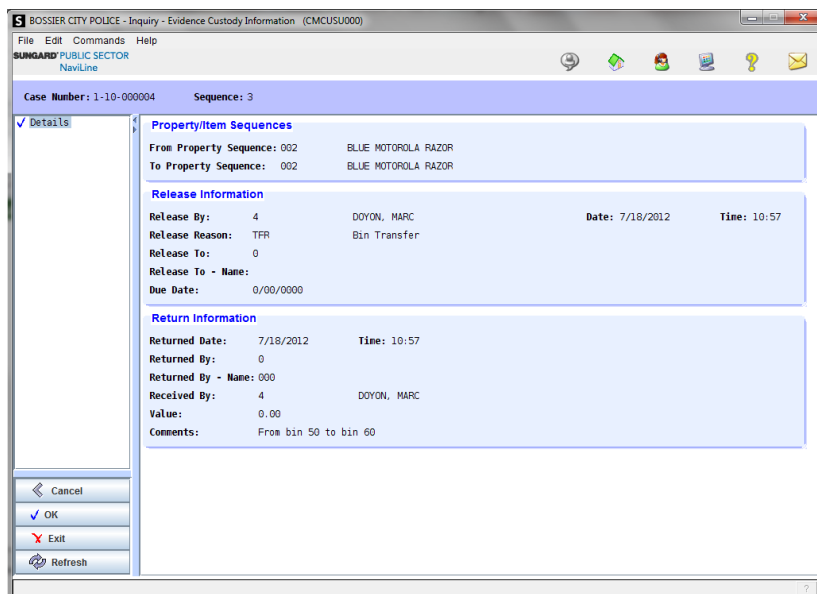 S BOSSIER CITY POLICE - Inquiry - Evidence Custody Information (CMCUSU000)
File Edit Commands Help
SUNGARD' PUBLIC SECTOR
NaviLine
Case Number: 1-10-000004 Sequence: 3
Details
Property/Item Sequences
From Property Sequence: 002 BLUE MOTOROLA RAZOR
To Property Sequence: 002 BLUE MOTOROLA RAZOR
Release Information
Release By: 4 DOYON, MARC Date: 7/18/2012 Time: 10:57
Release Reason: TFR Bin Transfer
Release To: 0
Release To - Name:
Due Date: 0/00/0000
Return Information
Returned Date: 7/18/2012 Time: 10:57
Returned By: 0
Returned By - Name: 000
Received By: 4 DOYON, MARC
Value: 0.00
Comments: From bin 50 to bin 60
Cancel
OK
Exit
Refresh
?